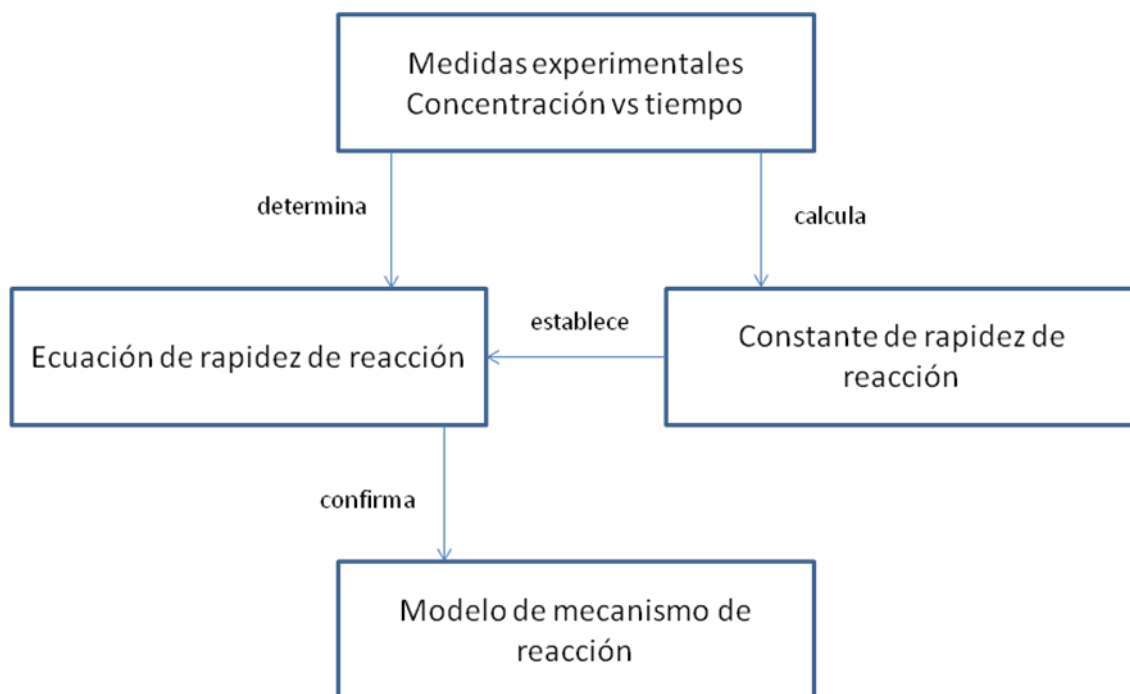 Medidas experimentales
Concentración vs tiempo
determina
calcula
Ecuación de rapidez de reacción
establece
Constante de rapidez de
reacción
confirma
Modelo de mecanismo de
reacción